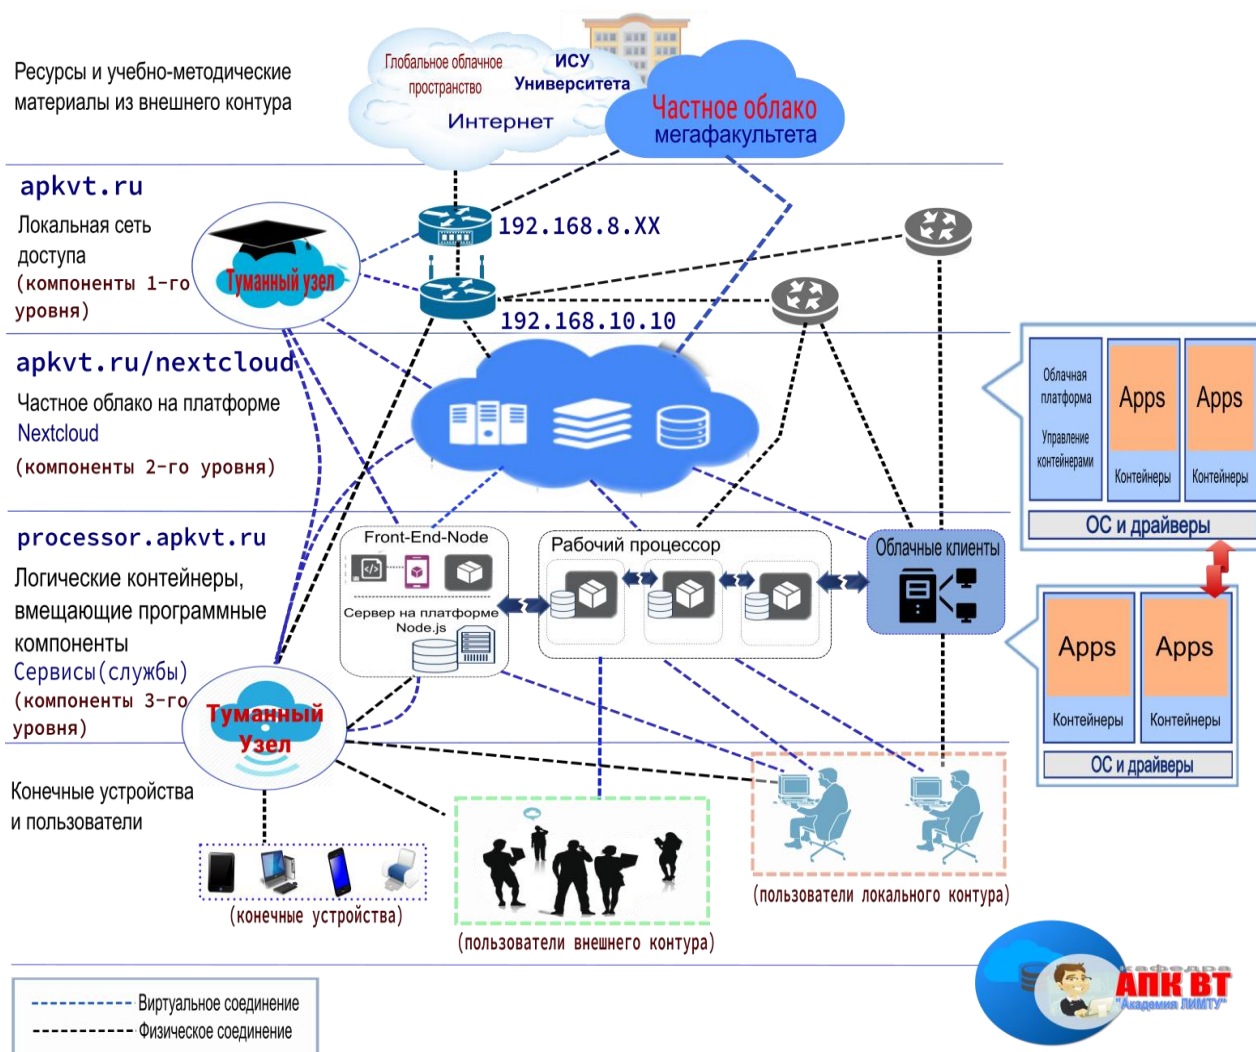 Ресурсы и учебно-методические
материалы из внешнего контура
Глобальное облачное
пространство
ИСУ
Университета
Интернет
Частное облако
мегафакультета
apkvt.ru
Локальная сеть
доступа
(компоненты 1-го
уровня)
Туманный узел
192.168.8.XX
192.168.10.10
apkvt.ru/nextcloud
Частное облако на платформе
Nextcloud
(компоненты 2-го уровня)
Облачная
платформа
Управление
контейнерами
Apps
Контейнеры
Apps
Контейнеры
ОС и драйверы
processor.apkvt.ru
Логические контейнеры,
вмещающие программные
компоненты
Сервисы(службы)
(компоненты 3-го
уровня)
Front-End-Node
Сервер на платформе
Node.js
Рабочий процессор
Облачные клиенты
Apps
Контейнеры
Apps
Контейнеры
ОС и драйверы
Туманный
Узел
Конечные устройства
и пользователи
(конечные устройства)
(пользователи внешнего контура)
(пользователи локального контура)
Виртуальное соединение
Физическое соединение
кафедра
АПК ВТ
"Академия ЛИМТУ"